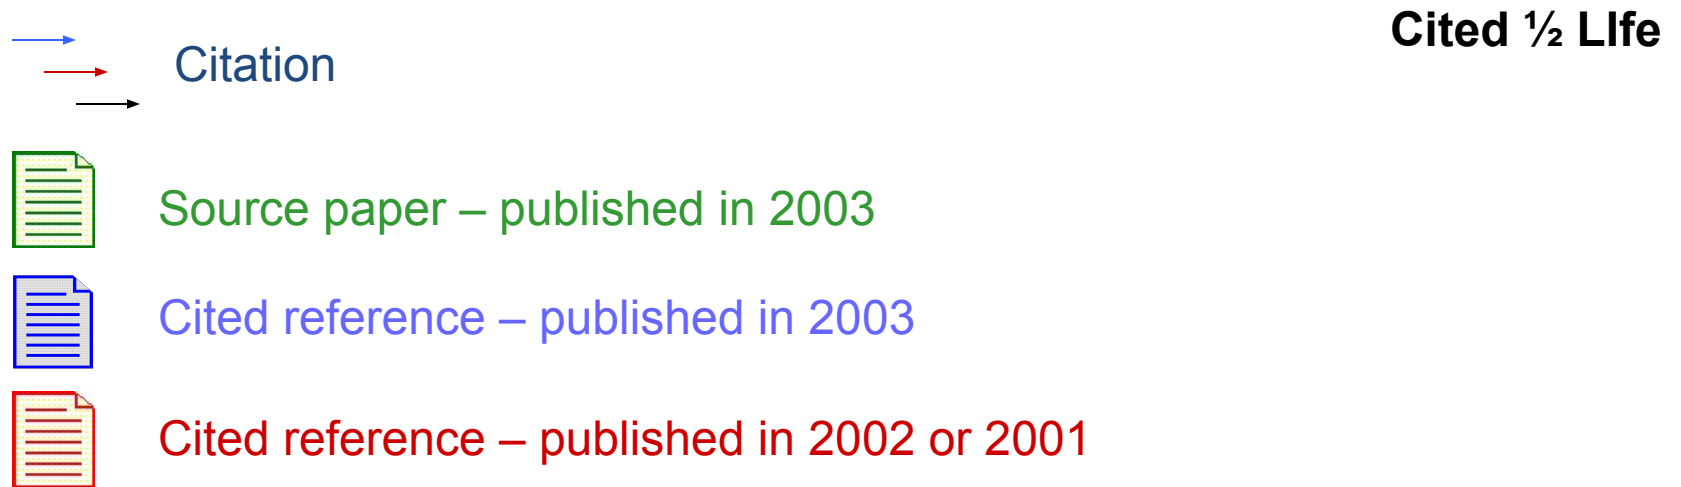 Cited ½ LIfe
Citation
Source paper – published in 2003
Cited reference – published in 2003
Cited reference – published in 2002 or 2001